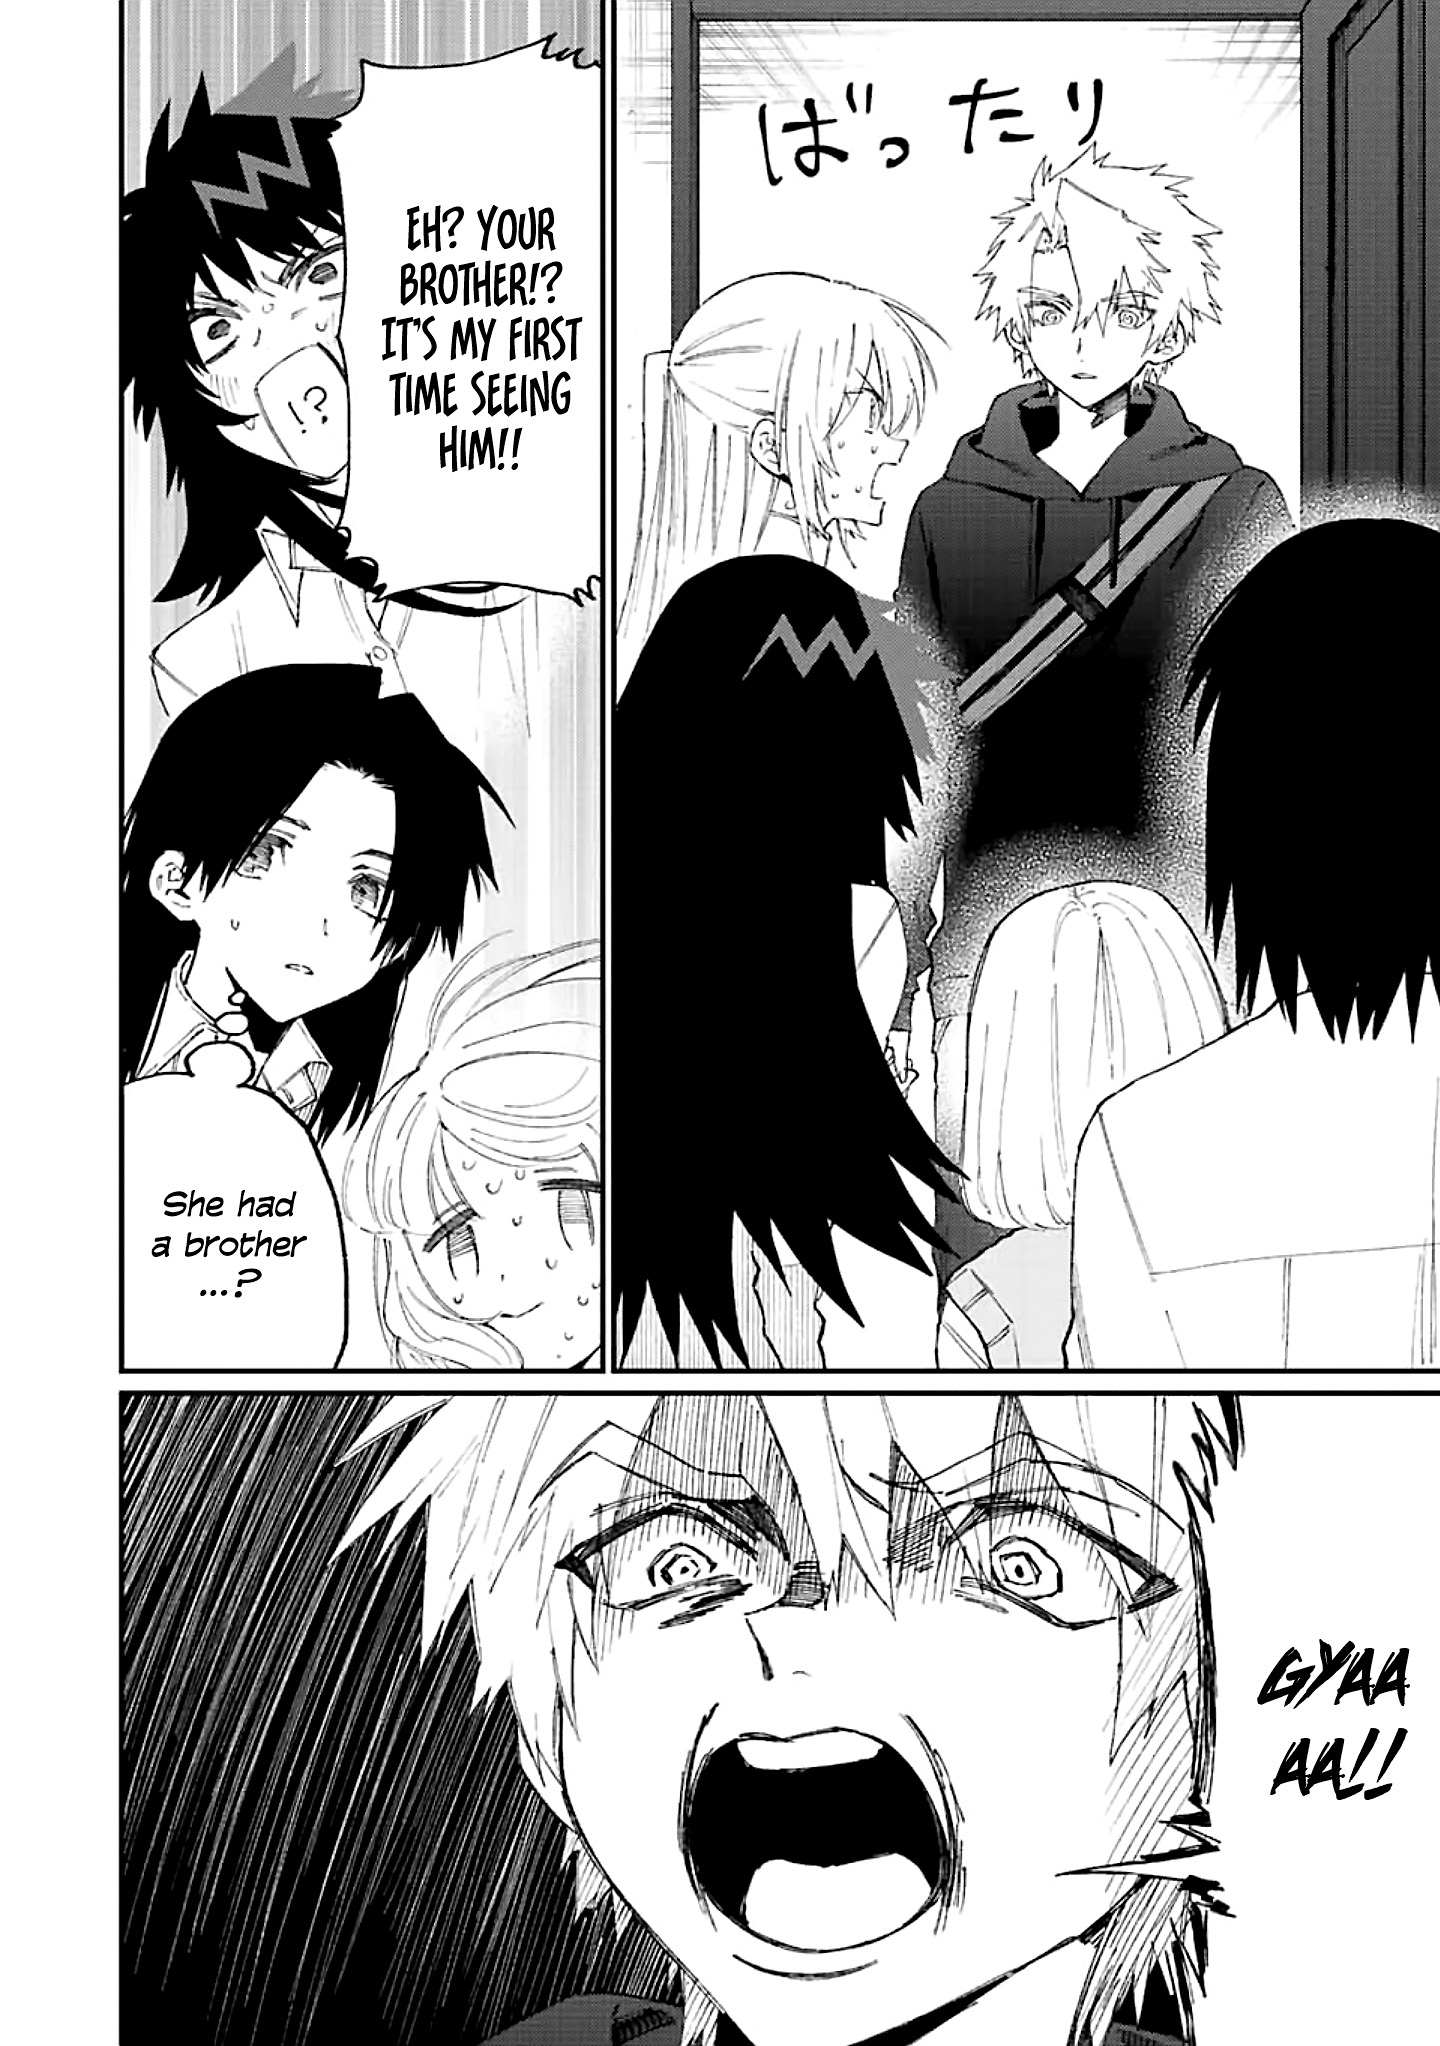 ばったり
EH? YOUR
BROTHER!?
IT'S MY FIRST
TIME SEEING
HIM!!
!?
She had
a brother
...?
GYAA
AA!!